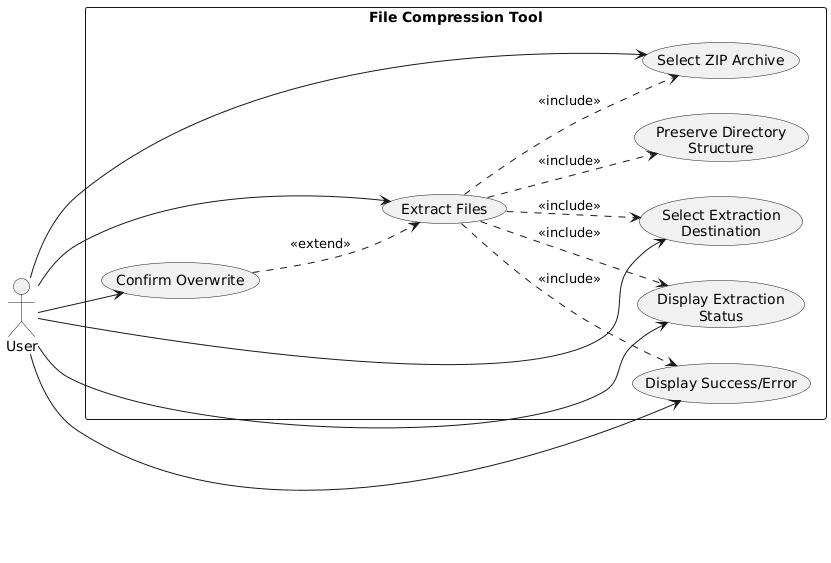 File Compression Tool
Select ZIP Archive
«include»
Preserve Directory
Structure
«include»
Extract Files
«include»
Select Extraction
Destination
«include»
«extend»
Confirm Overwrite
«include»
Display Extraction
Status
User
Display Success/Error